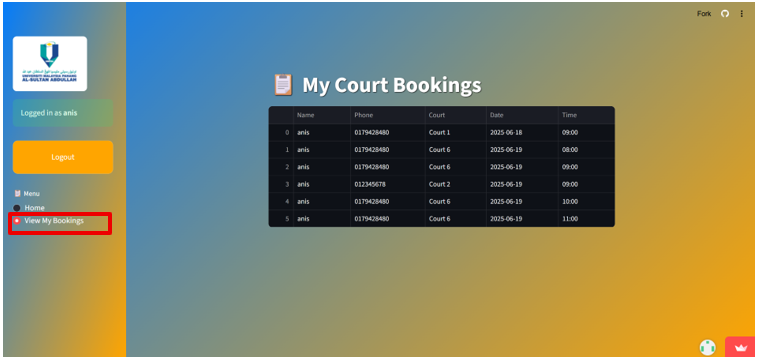 Fork
UNIVERSITI MALAYSIA PAHANG
AL-SULTAN ABDULLAH
Logged in as anis
Logout
Menu
Home
View My Bookings
My Court Bookings
Name Phone Court Date Time
0 anis 0179428480 Court 1 2025-06-18 09:00
1 anis 0179428480 Court 6 2025-06-19 08:00
2 anis 0179428480 Court 6 2025-06-19 09:00
3 anis 012345678 Court 2 2025-06-19 09:00
4 anis 0179428480 Court 6 2025-06-19 10:00
5 anis 0179428480 Court 6 2025-06-19 11:00